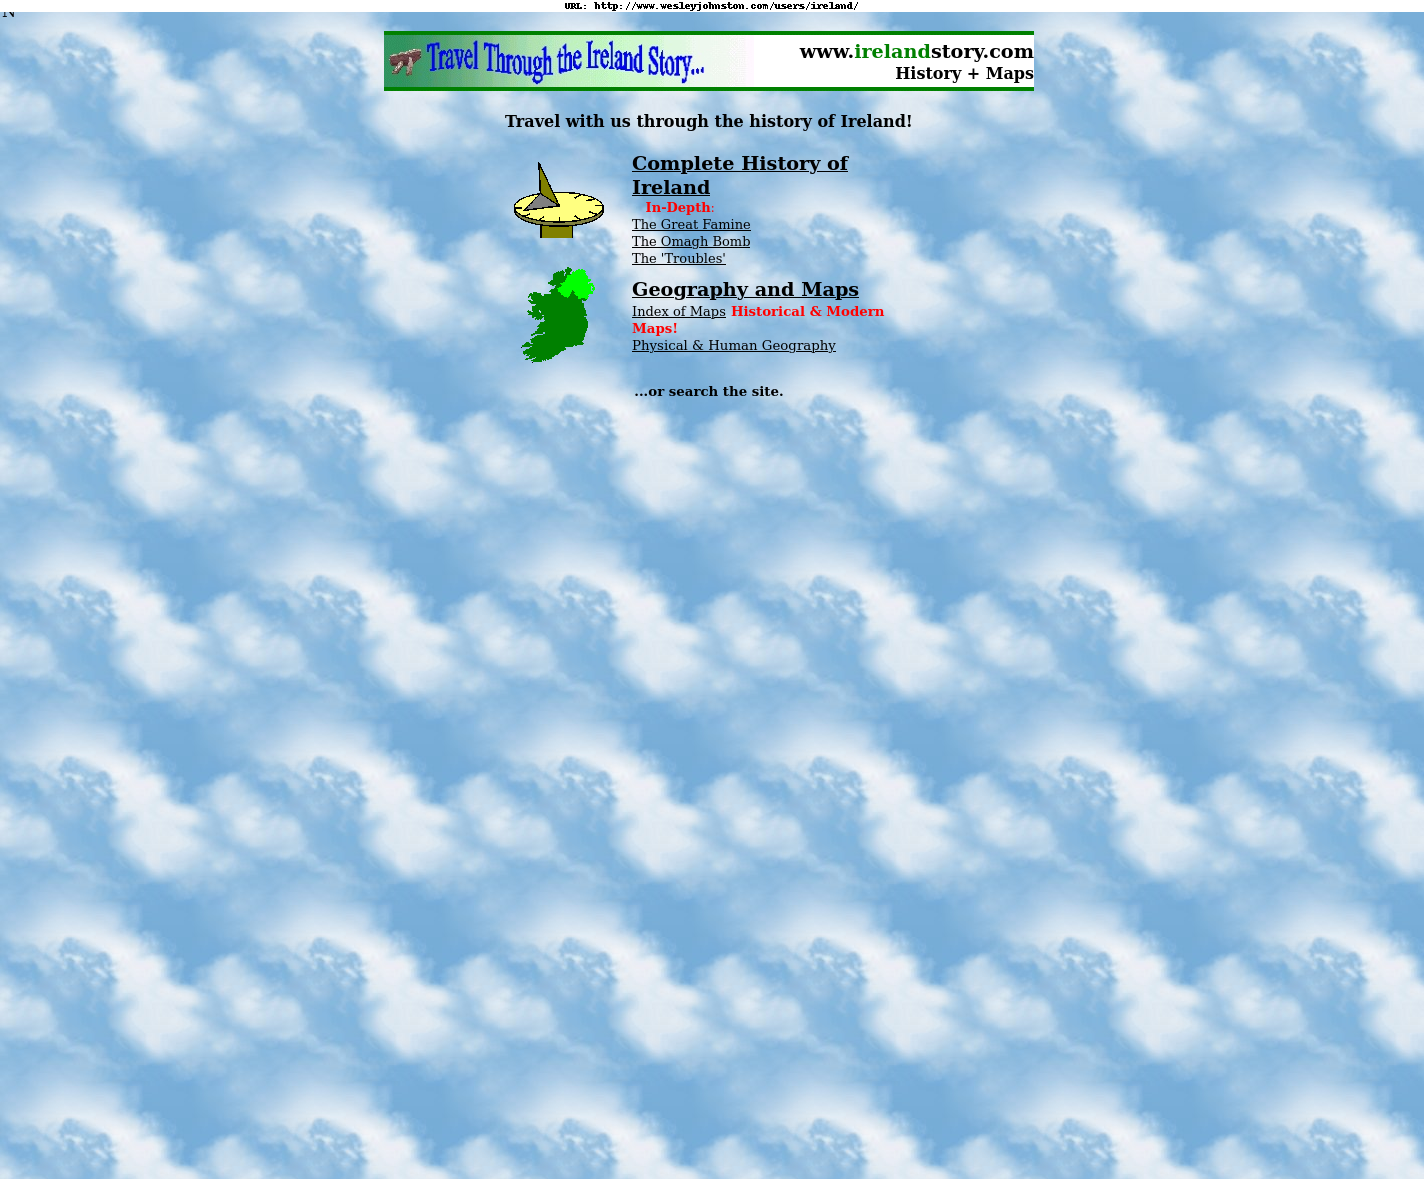 URL: http://www.wesleyjohnston.com/users/ireland/
N
Travel Through the Ireland Story...
www.irelandstory.com
History + Maps
Travel with us through the history of Ireland!
Complete History of
Ireland
In-Depth:
The Great Famine
The Omagh Bomb
The 'Troubles'
Geography and Maps
Index of Maps Historical & Modern
Maps!
Physical & Human Geography
...or search the site.